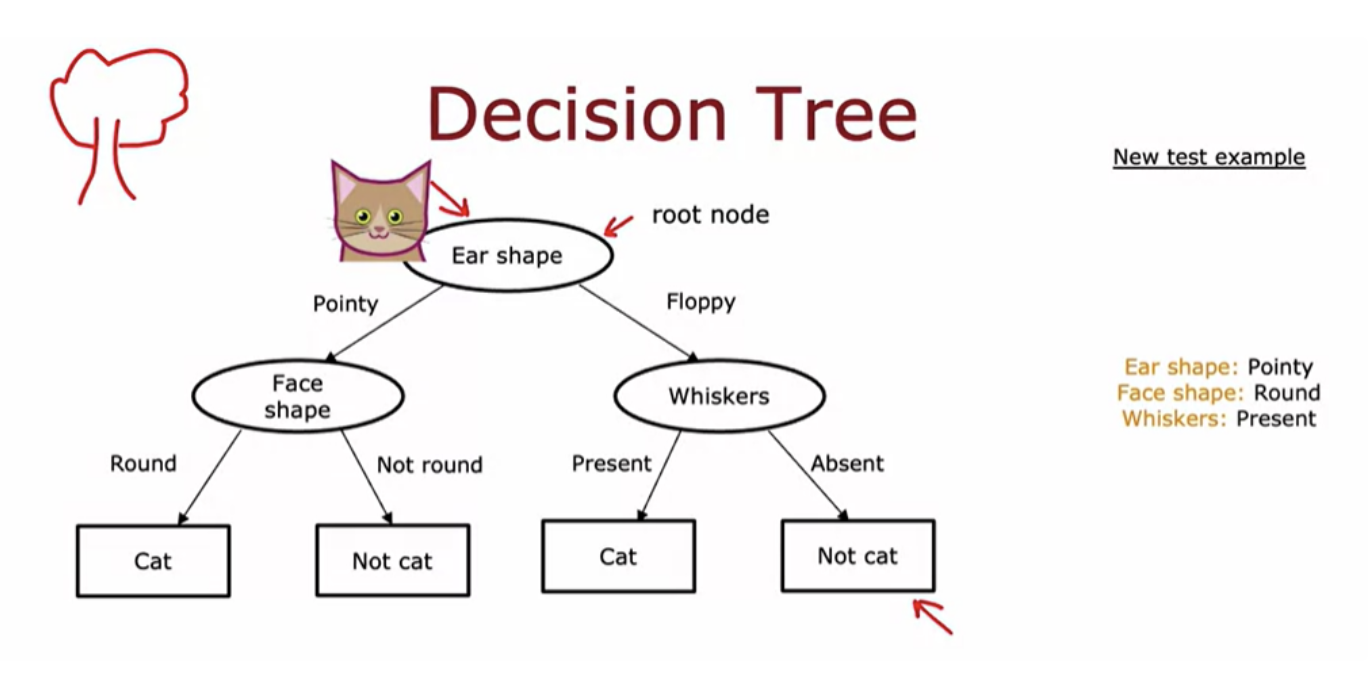 Decision Tree
New test example
root node
Ear shape
Pointy
Floppy
Face
shape
Whiskers
Ear shape: Pointy
Face shape: Round
Whiskers: Present
Round
Not round
Present
Absent
Cat
Not cat
Cat
Not cat